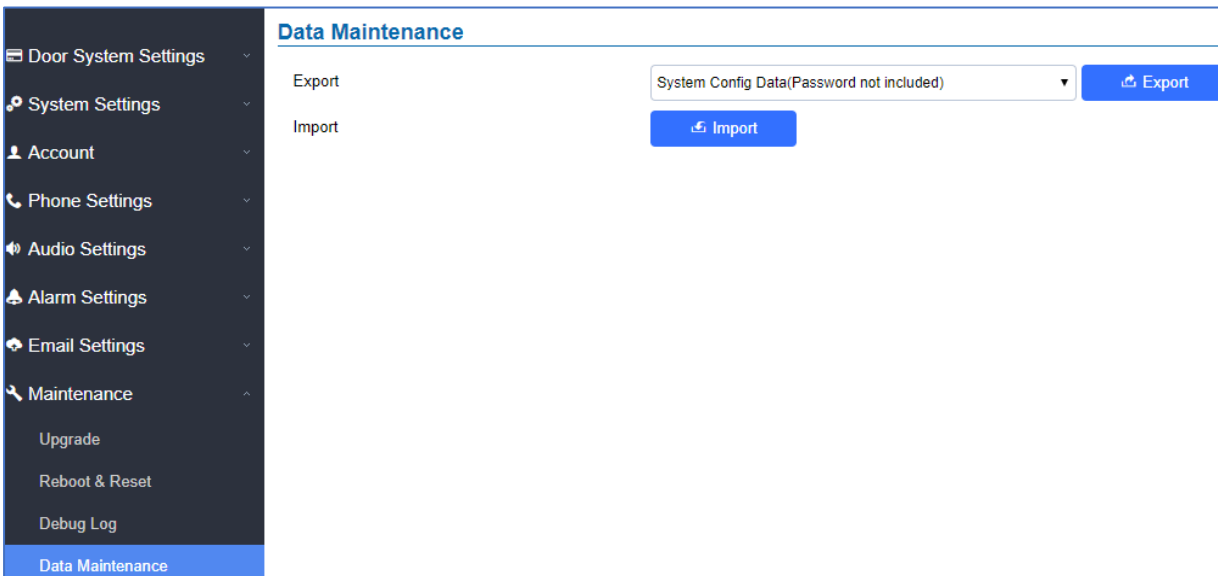 Door System Settings
System Settings
Account
Phone Settings
Audio Settings
Alarm Settings
Email Settings
Maintenance
Upgrade
Reboot & Reset
Debug Log
Data Maintenance
Data Maintenance
Export System Config Data(Password not included) Export
Import Import